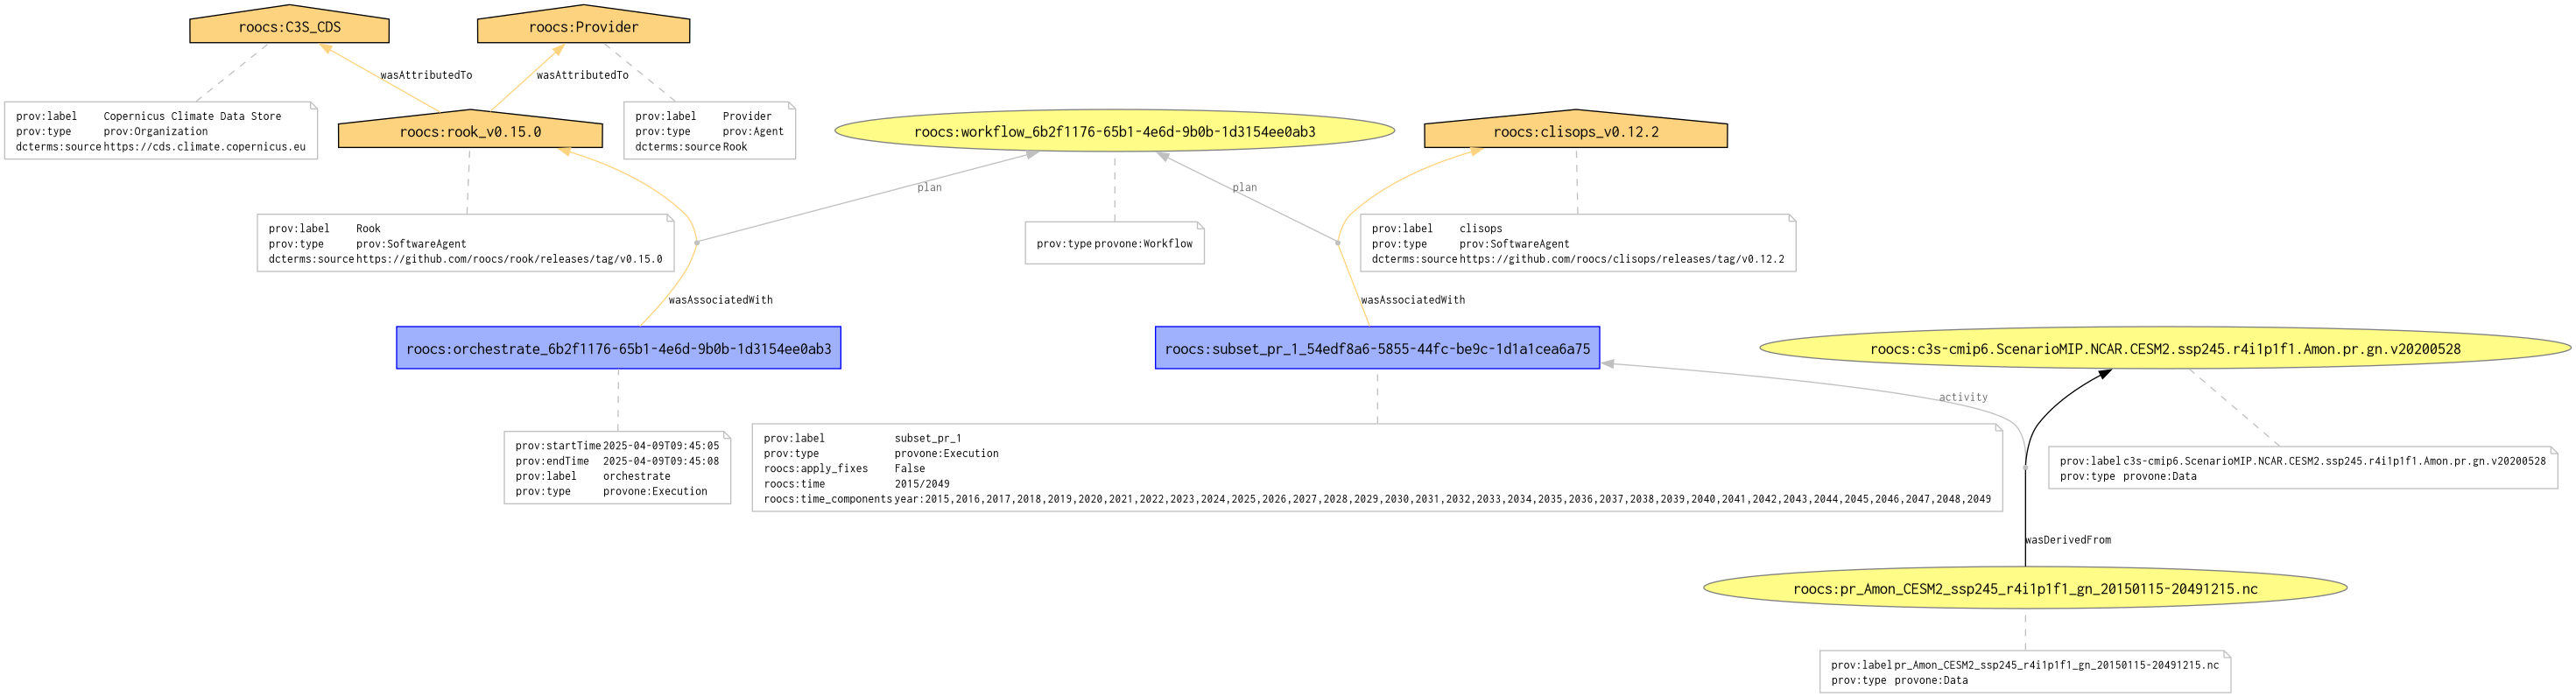 roocs:C3S_CDS
roocs:Provider
wasAttributedTo
wasAttributedTo
prov:label Copernicus Climate Data Store
prov:type prov:Organization
dcterms:source https://cds.climate.copernicus.eu
roocs:rook_v0.15.0
prov:label Provider
prov:type prov:Agent
dcterms:source Rook
roocs:workflow_6b2f1176-65b1-4e6d-9b0b-1d3154ee0ab3
roocs:clisops_v0.12.2
plan
plan
prov:label Rook
prov:type prov:SoftwareAgent
dcterms:source https://github.com/roocs/rook/releases/tag/v0.15.0
prov:type provone:Workflow
prov:label clisops
prov:type prov:SoftwareAgent
dcterms:source https://github.com/roocs/clisops/releases/tag/v0.12.2
wasAssociatedWith
wasAssociatedWith
roocs:orchestrate_6b2f1176-65b1-4e6d-9b0b-1d3154ee0ab3
roocs:subset_pr_1_54edf8a6-5855-44fc-be9c-1d1a1cea6a75
roocs:c3s-cmip6.ScenarioMIP.NCAR.CESM2.ssp245.r4i1p1f1.Amon.pr.gn.v20200528
activity
prov:startTime 2025-04-09T09:45:05
prov:endTime 2025-04-09T09:45:08
prov:label orchestrate
prov:type provone:Execution
prov:label subset_pr_1
prov:type provone:Execution
roocs:apply_fixes False
roocs:time 2015/2049
roocs:time_components year:2015,2016,2017,2018,2019,2020,2021,2022,2023,2024,2025,2026,2027,2028,2029,2030,2031,2032,2033,2034,2035,2036,2037,2038,2039,2040,2041,2042,2043,2044,2045,2046,2047,2048,2049
prov:label c3s-cmip6.ScenarioMIP.NCAR.CESM2.ssp245.r4i1p1f1.Amon.pr.gn.v20200528
prov:type provone:Data
wasDerivedFrom
roocs:pr_Amon_CESM2_ssp245_r4i1p1f1_gn_20150115-20491215.nc
prov:label pr_Amon_CESM2_ssp245_r4i1p1f1_gn_20150115-20491215.nc
prov:type provone:Data